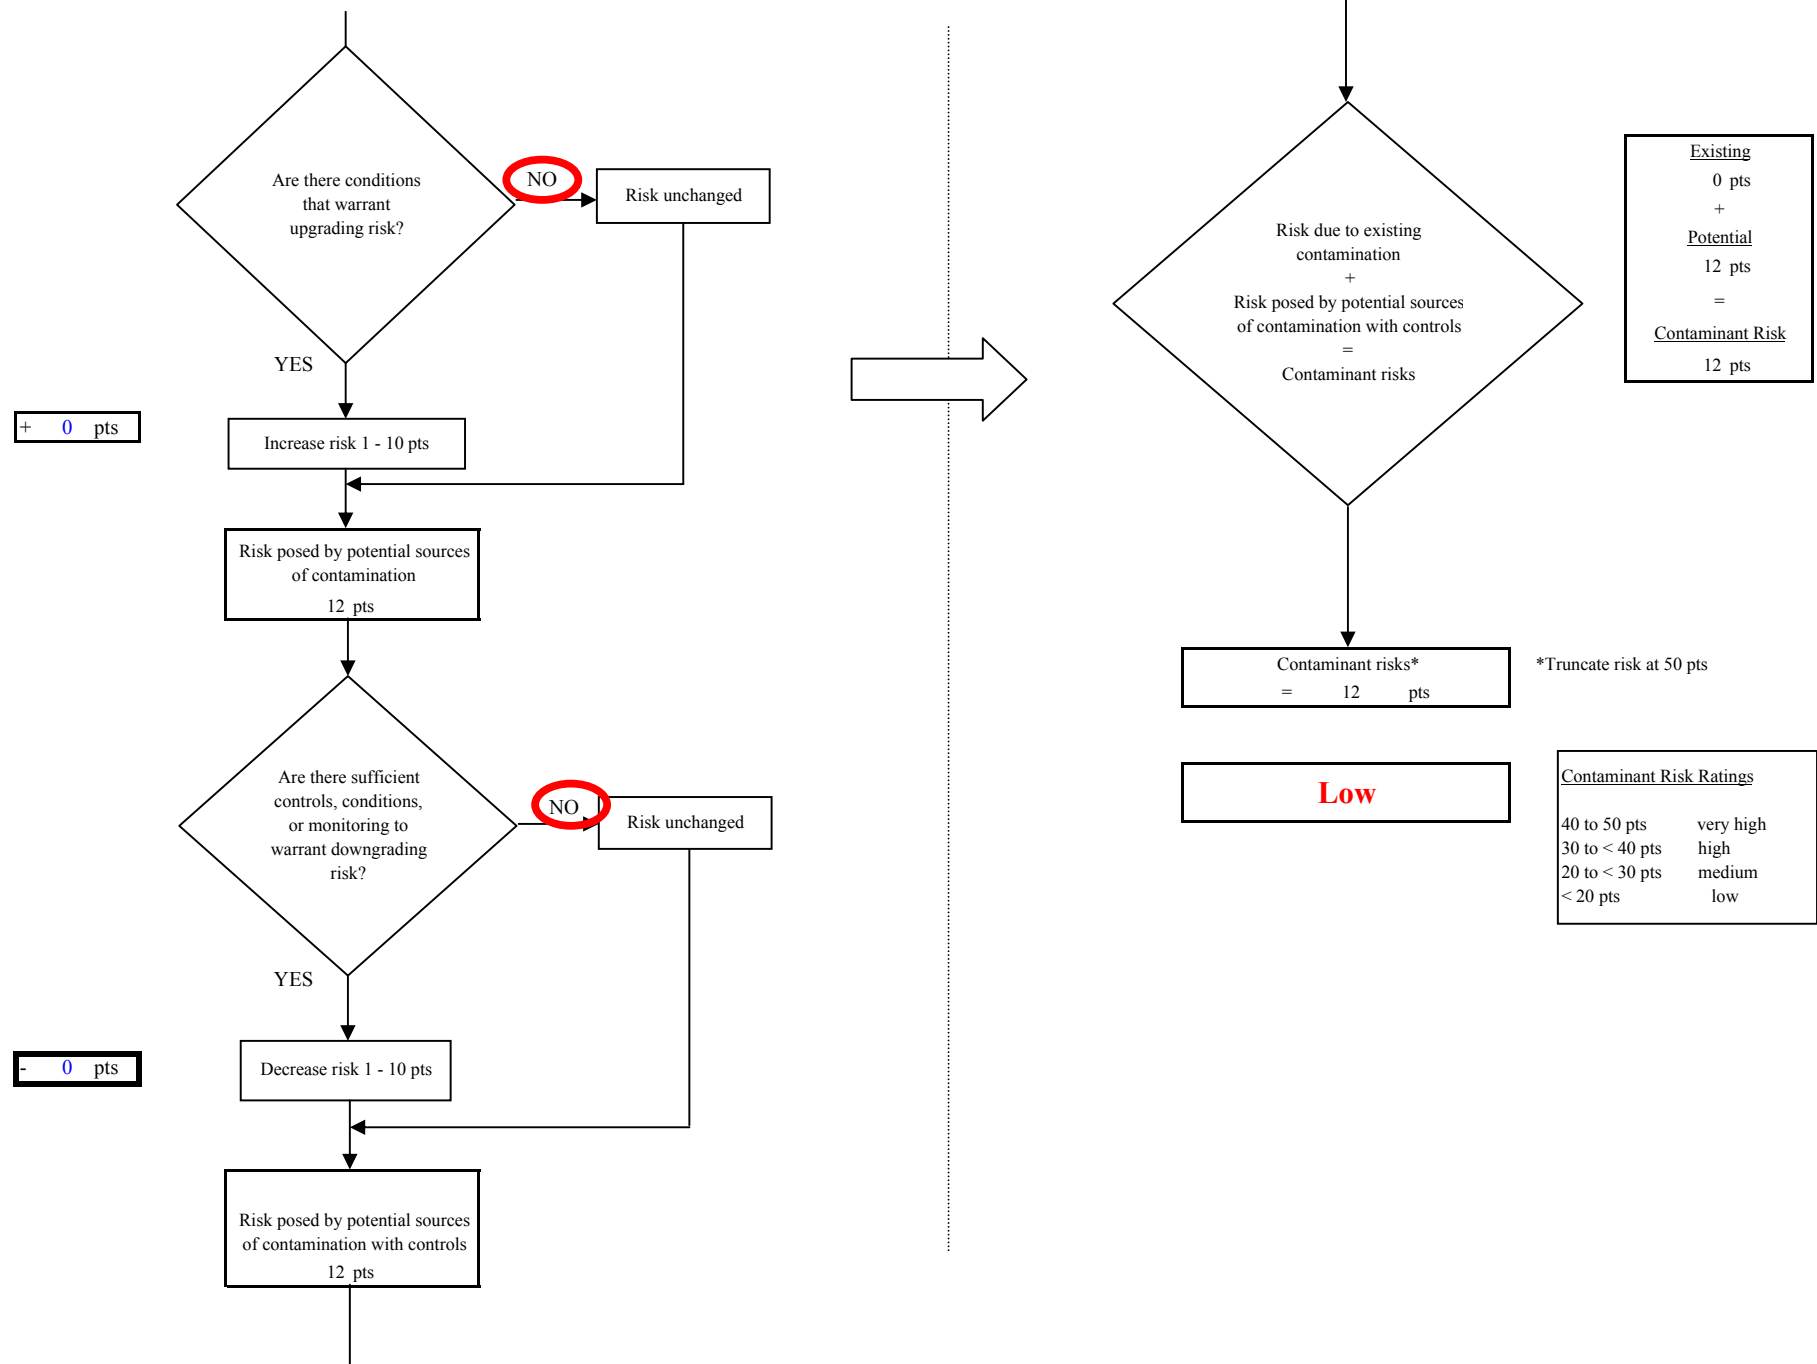 Are there conditions
that warrant
upgrading risk?
NO
Risk unchanged
YES
+ 0 pts
Increase risk 1 - 10 pts
Risk posed by potential sources
of contamination
12 pts
Are there sufficient
controls, conditions,
or monitoring to
warrant downgrading
risk?
NO
Risk unchanged
YES
- 0 pts
Decrease risk 1 - 10 pts
Risk posed by potential sources
of contamination with controls
12 pts
Risk due to existing
contamination
+
Risk posed by potential sources
of contamination with controls
=
Contaminant risks
Existing
0 pts
+
Potential
12 pts
=
Contaminant Risk
12 pts
Contaminant risks*
= 12 pts
*Truncate risk at 50 pts
Low
Contaminant Risk Ratings
40 to 50 pts very high
30 to < 40 pts high
20 to < 30 pts medium
< 20 pts low